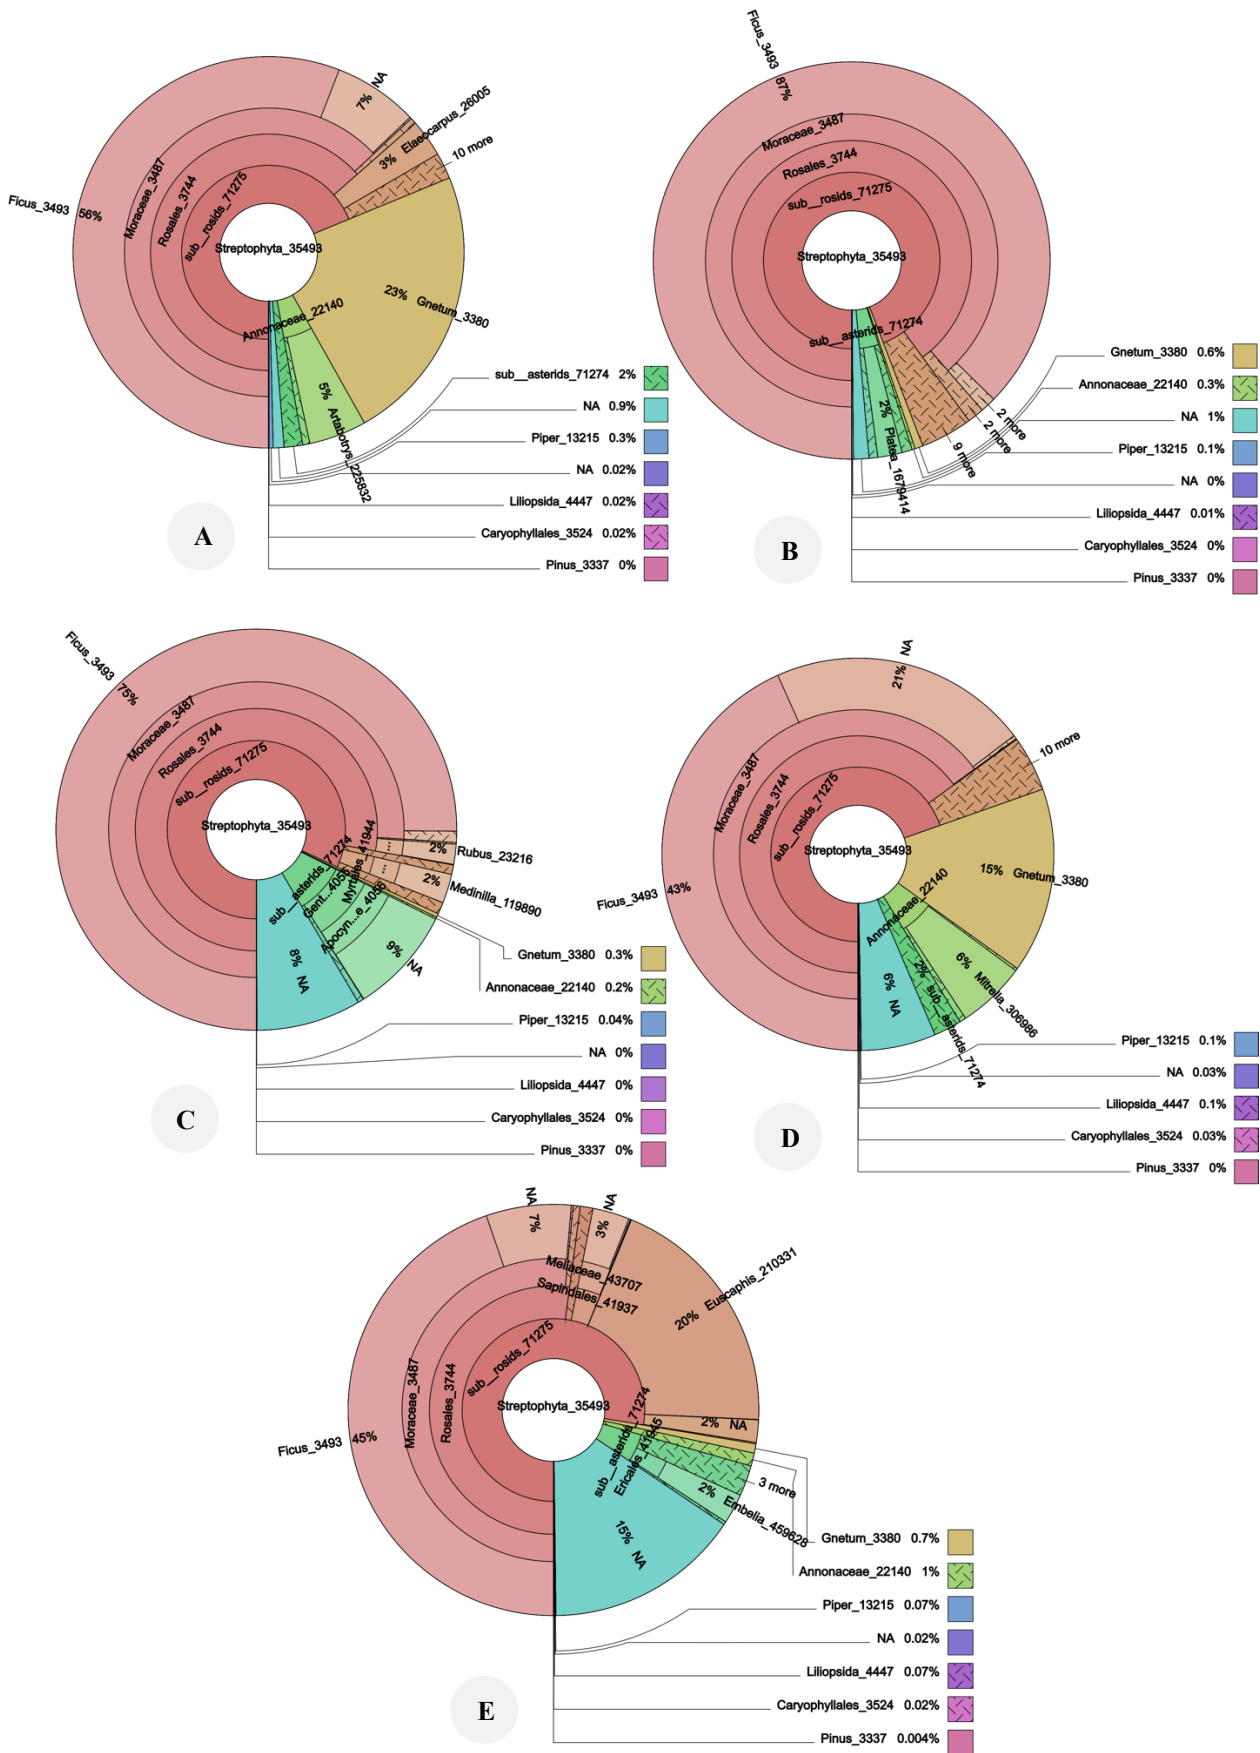 Ficus_3493 56%
Moraceae_3487
Rosales_3744
sub__rosids_71275
Streptophyta_35493
7% NA
3% Elaeocarpus_26005
10 more
23% Gnetum_3380
Annonaceae_22140
5% Artabotrys_225832
sub__asterids_71274 2%
NA 0.9%
Piper_13215 0.3%
NA 0.02%
Liliopsida_4447 0.02%
Caryophyllales_3524 0.02%
Pinus_3337 0%
A
Ficus_3493 87%
Moraceae_3487
Rosales_3744
sub__rosids_71275
Streptophyta_35493
sub__asterids_71274
2% Platea_1679414
9 more
2 more
2 more
Gnetum_3380 0.6%
Annonaceae_22140 0.3%
NA 1%
Piper_13215 0.1%
NA 0%
Liliopsida_4447 0.01%
Caryophyllales_3524 0%
Pinus_3337 0%
B
Ficus_3493 75%
Moraceae_3487
Rosales_3744
sub__rosids_71275
Streptophyta_35493
sub__asterids_71274
Gent...4055
Apocyn...e_4056
Myrtales_41944
2% Rubus_23216
2% Medinilla_119890
9% NA
8% NA
Gnetum_3380 0.3%
Annonaceae_22140 0.2%
Piper_13215 0.04%
NA 0%
Liliopsida_4447 0%
Caryophyllales_3524 0%
Pinus_3337 0%
C
Ficus_3493 43%
Moraceae_3487
Rosales_3744
sub__rosids_71275
Streptophyta_35493
21% NA
10 more
15% Gnetum_3380
Annonaceae_22140
6% Mitrella_306986
2% sub__asterids_71274
6% NA
Piper_13215 0.1%
NA 0.03%
Liliopsida_4447 0.1%
Caryophyllales_3524 0.03%
Pinus_3337 0%
D
Ficus_3493 45%
Moraceae_3487
Rosales_3744
sub__rosids_71275
Streptophyta_35493
7% NA
3% NA
Meliaceae_43707
Sapindales_41937
20% Euscaphis_210331
2% NA
sub__asterids_71274
Ericales_41945
3 more
2% Embelia_459628
15% NA
Gnetum_3380 0.7%
Annonaceae_22140 1%
Piper_13215 0.07%
NA 0.02%
Liliopsida_4447 0.07%
Caryophyllales_3524 0.02%
Pinus_3337 0.004%
E